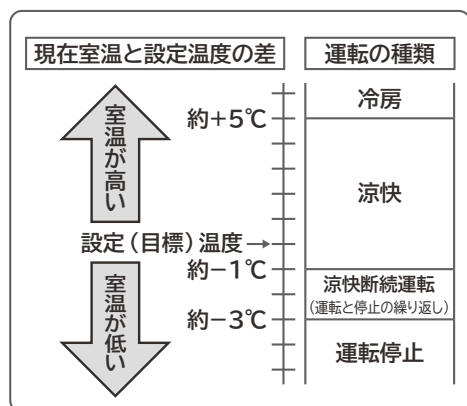 現在室温と設定温度の差
運転の種類
室温が高い
約+5℃
設定(目標)温度→
約−1℃
約−3℃
室温が低い
冷房
涼快
涼快断続運転
(運転と停止の繰り返し)
運転停止